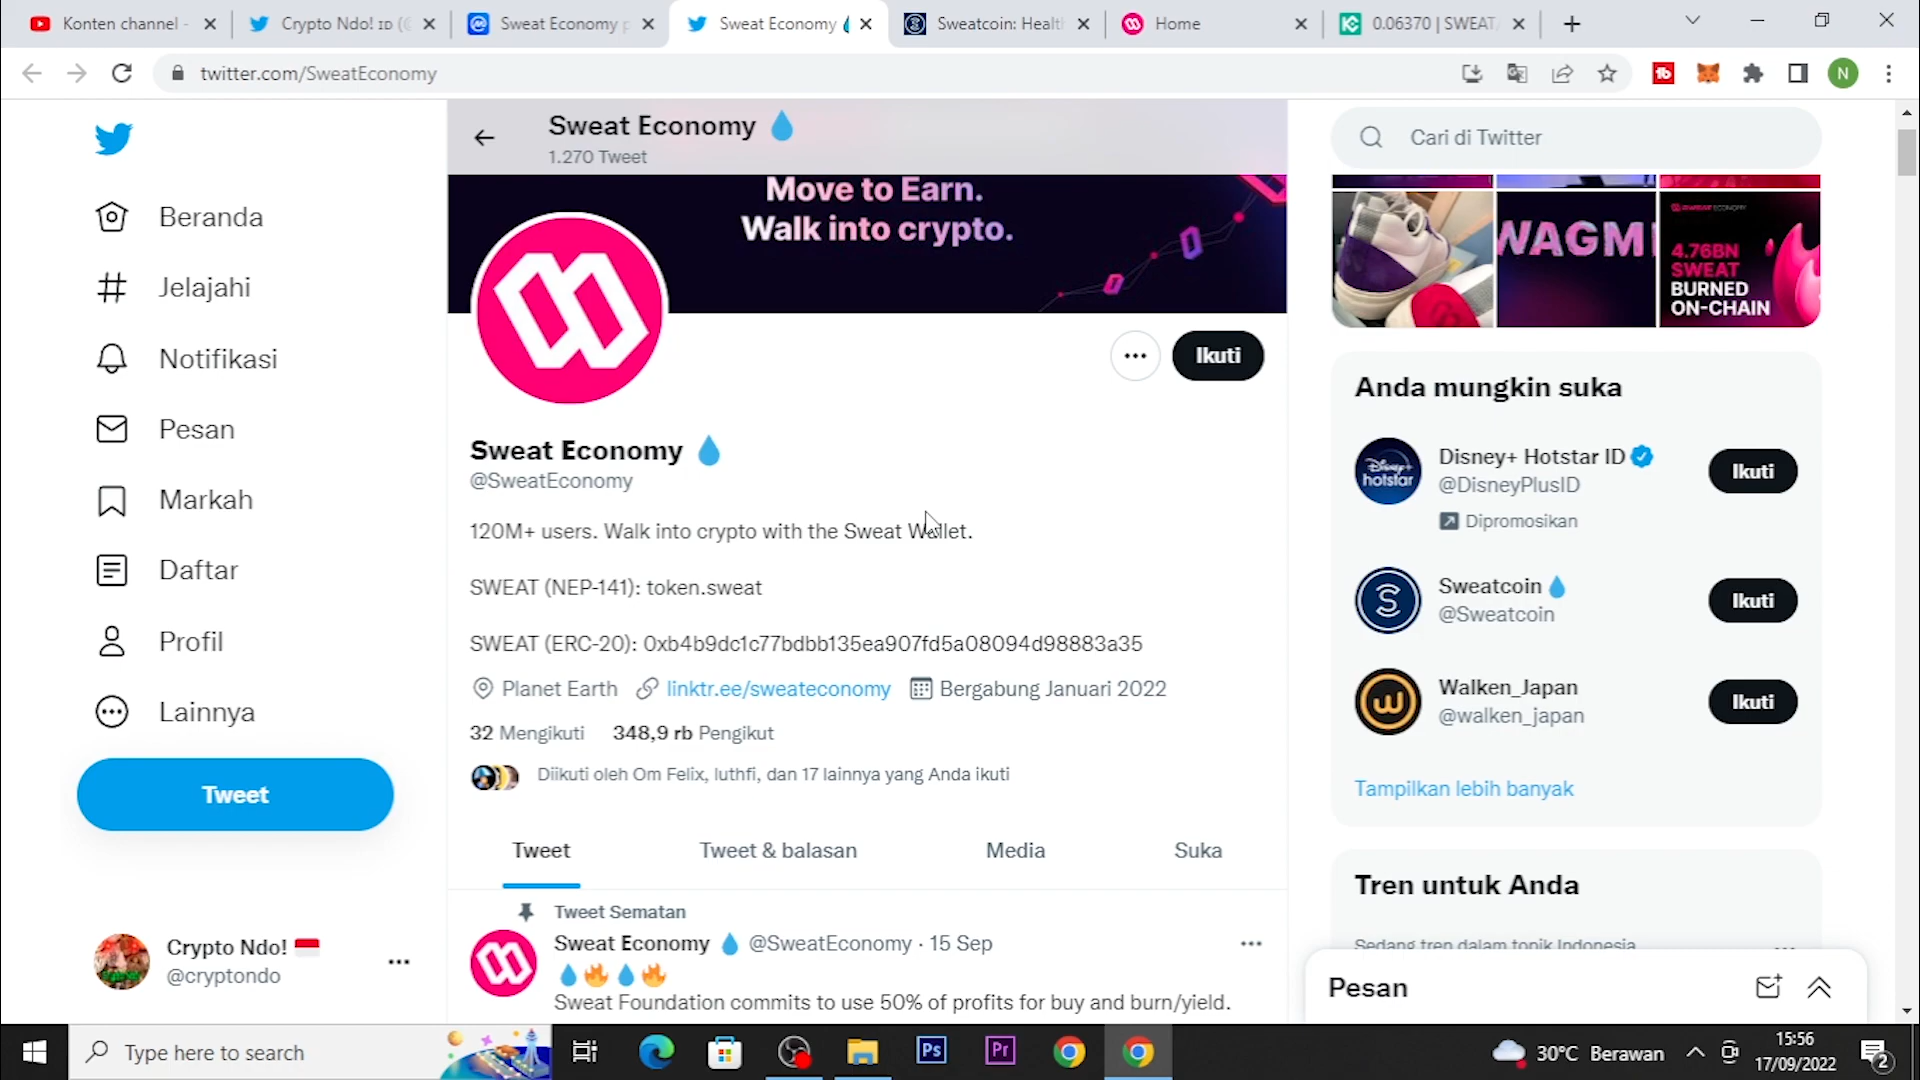 Konten channel -
Crypto Ndo! ID (@
Sweat Economy p
Sweat Economy
Sweatcoin: Healt
Home
0.06370 | SWEAT/
twitter.com/SweatEconomy
N
Sweat Economy 💧
1.270 Tweet
Move to Earn.
Walk into crypto.
Cari di Twitter
WAGMI
SWEAT ECONOMY
4.76BN
SWEAT
BURNED
ON-CHAIN
Beranda
Jelajahi
Notifikasi
Pesan
Markah
Daftar
Profil
Lainnya
Tweet
Crypto Ndo! 🇮🇩
@cryptondo
Ikuti
Sweat Economy 💧
@SweatEconomy
120M+ users. Walk into crypto with the Sweat Wallet.
SWEAT (NEP-141): token.sweat
SWEAT (ERC-20): 0xb4b9dc1c77bdbb135ea907fd5a08094d98883a35
Planet Earth linktr.ee/sweateconomy Bergabung Januari 2022
32 Mengikuti 348,9 rb Pengikut
Diikuti oleh Om Felix, luthfi, dan 17 lainnya yang Anda ikuti
Tweet Tweet & balasan Media Suka
Tweet Sematan
Sweat Economy 💧 @SweatEconomy · 15 Sep
💧🔥💧🔥
Sweat Foundation commits to use 50% of profits for buy and burn/yield.
Anda mungkin suka
Disney+ hotstar
Disney+ Hotstar ID
@DisneyPlusID
Dipromosikan
Ikuti
Sweatcoin 💧
@Sweatcoin
Ikuti
Walken_Japan
@walken_japan
Ikuti
Tampilkan lebih banyak
Tren untuk Anda
Sedang tren dalam topik Indonesia
Pesan
Type here to search
Ps
Pr
30°C Berawan
15:56
17/09/2022
2